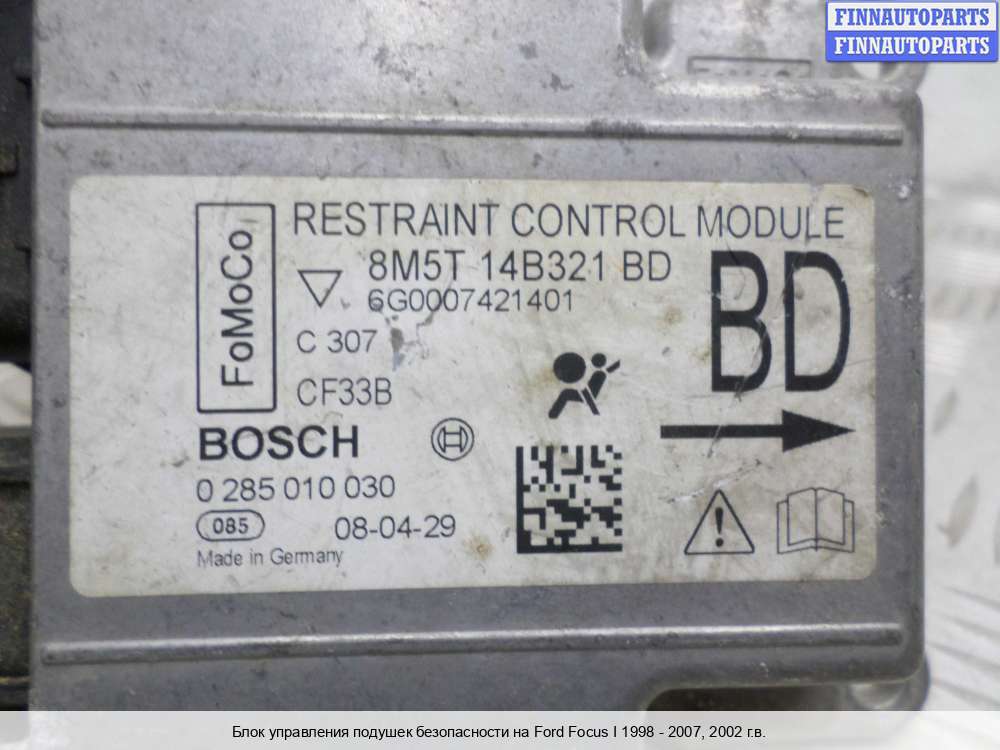 FINNAUTOPARTS
FINNAUTOPARTS
RESTRAINT CONTROL MODULE
FoMoCo
8M5T 14B321 BD
6G0007421401
BD
C 307
CF33B
BOSCH
0 285 010 030
085 08-04-29
Made in Germany
Блок управления подушек безопасности на Ford Focus I 1998 - 2007, 2002 г.в.